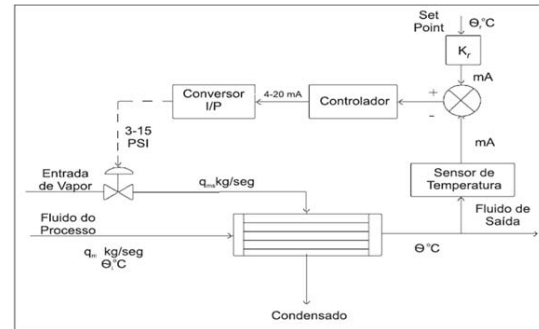 Set
Point
Θr°C
Kr
mA
Conversor
I/P
4-20 mA
Controlador
+
-
3-15
PSI
mA
Entrada
de Vapor
qms kg/seg
Sensor de
Temperatura
Fluido do
Processo
Fluido de
Saída
qm kg/seg
Θi°C
Θ°C
Condensado